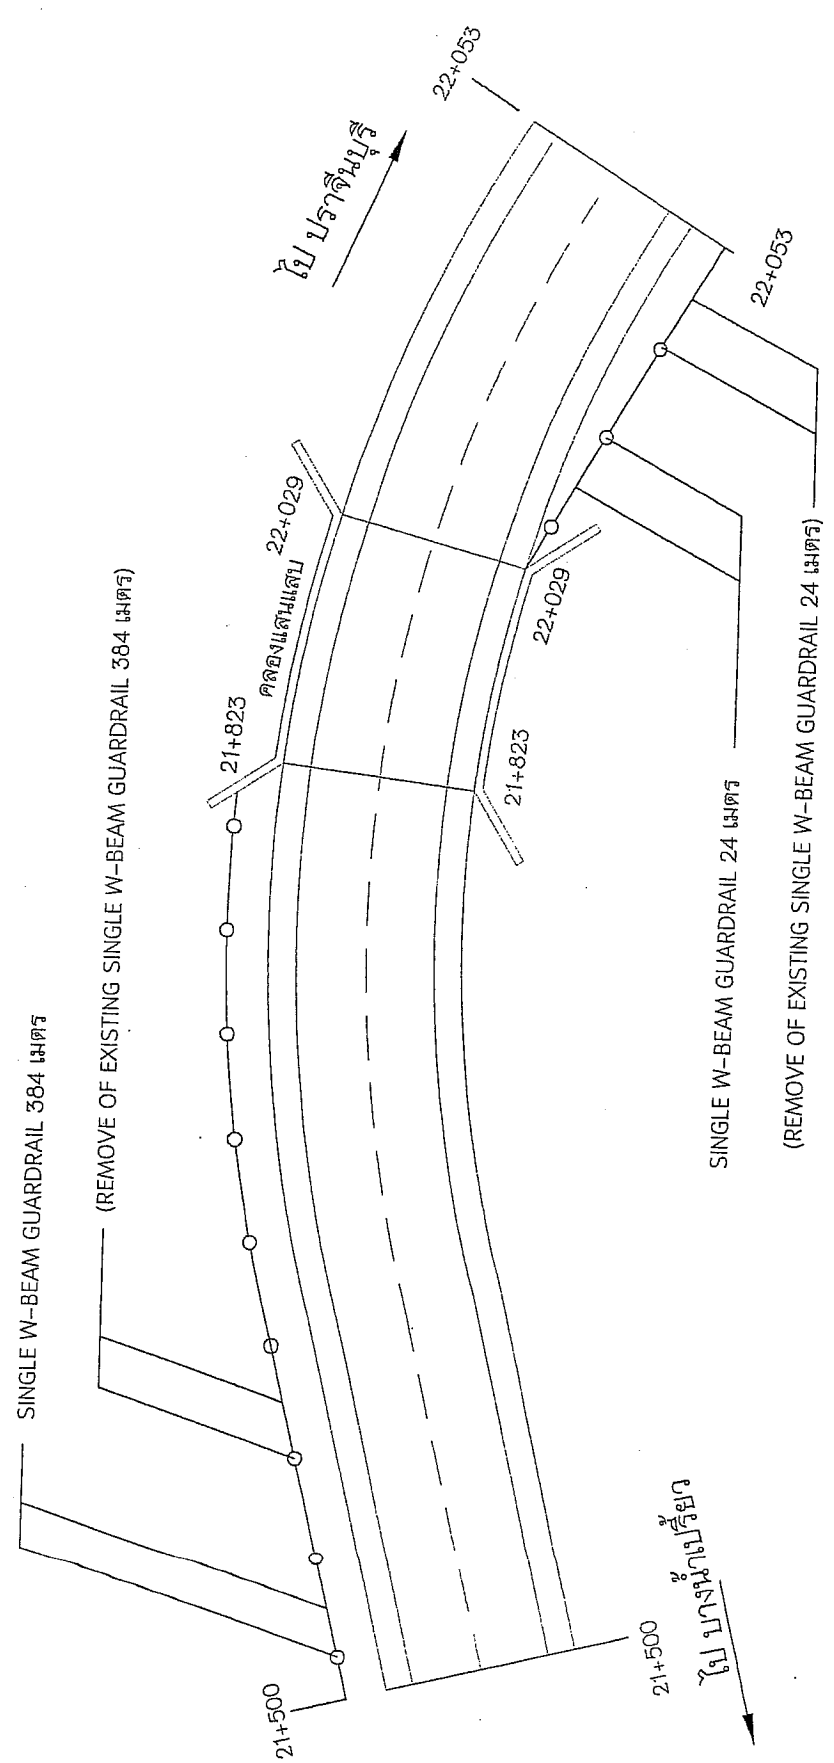 SINGLE W-BEAM GUARDRAIL 384 เมตร
(REMOVE OF EXISTING SINGLE W-BEAM GUARDRAIL 384 เมตร)
21+500
21+823
คลองแสนแสบ
22+029
ไป ปราจีนบุรี
22+053
21+500
ไป บางน้ำเปรี้ยว
21+823
22+029
22+053
SINGLE W-BEAM GUARDRAIL 24 เมตร
(REMOVE OF EXISTING SINGLE W-BEAM GUARDRAIL 24 เมตร)